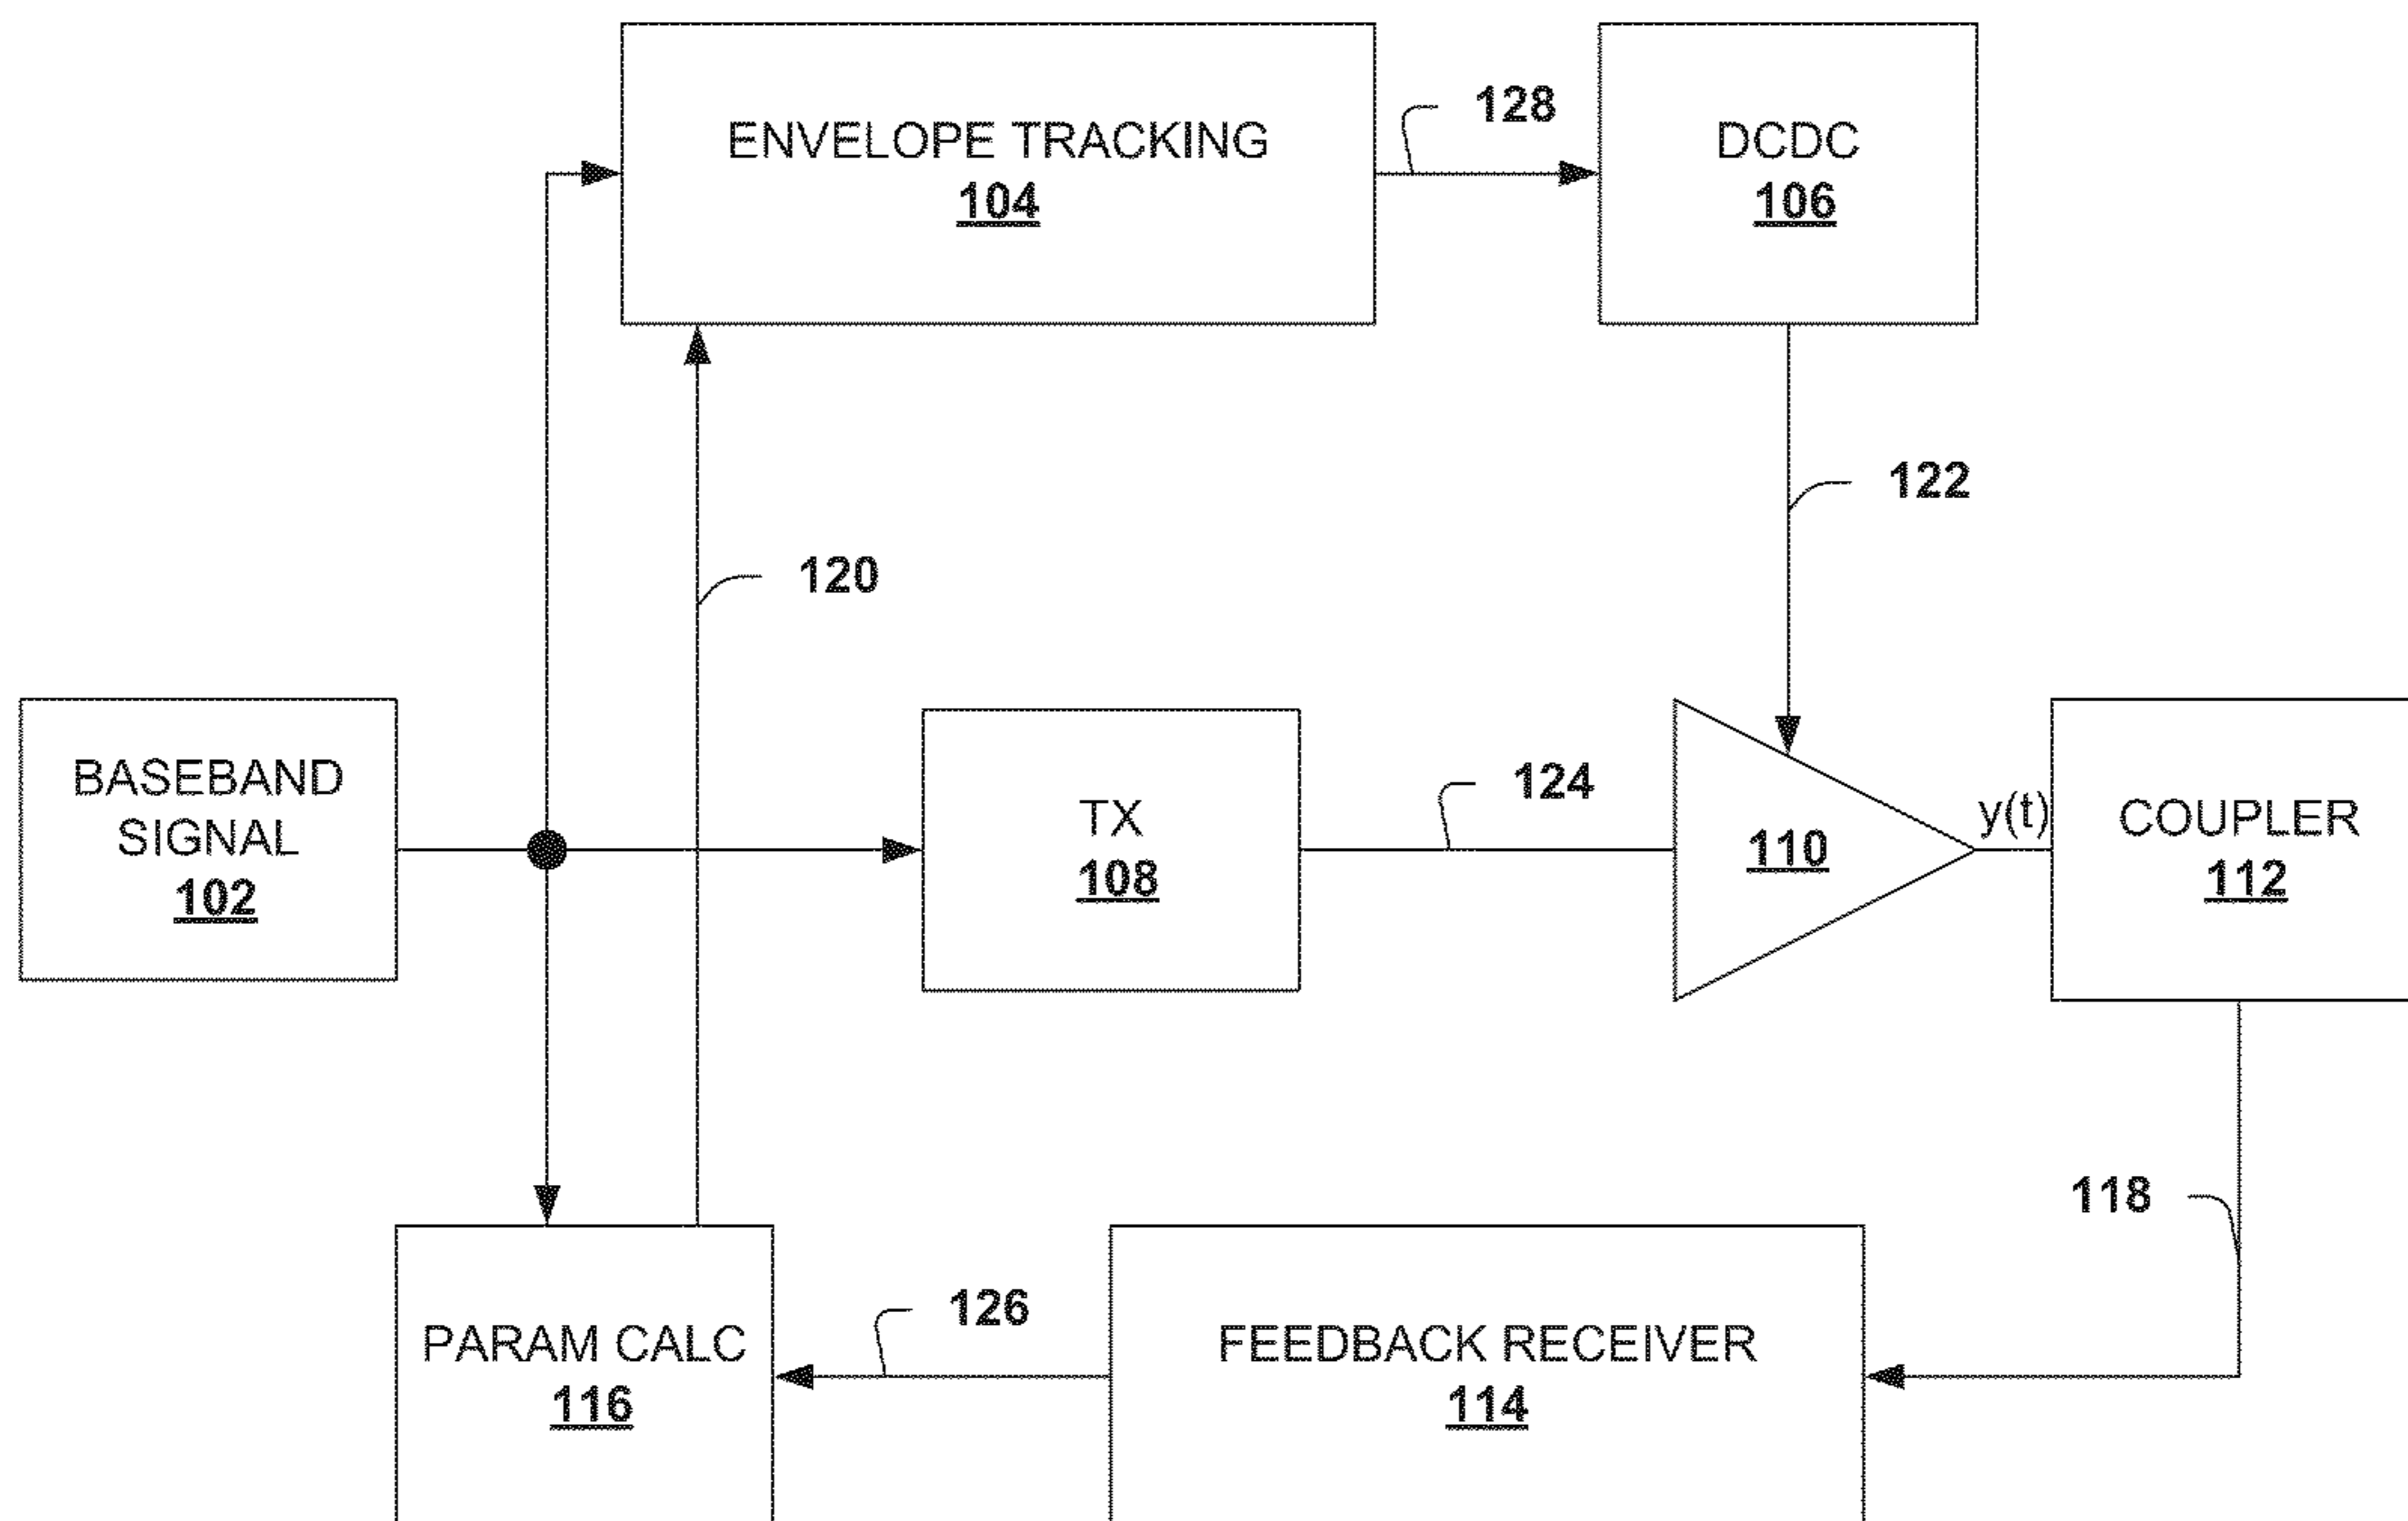 ENVELOPE TRACKING
104
128
DCDC
106
122
120
BASEBAND
SIGNAL
102
TX
108
124
110
y(t)
COUPLER
112
118
PARAM CALC
116
126
FEEDBACK RECEIVER
114